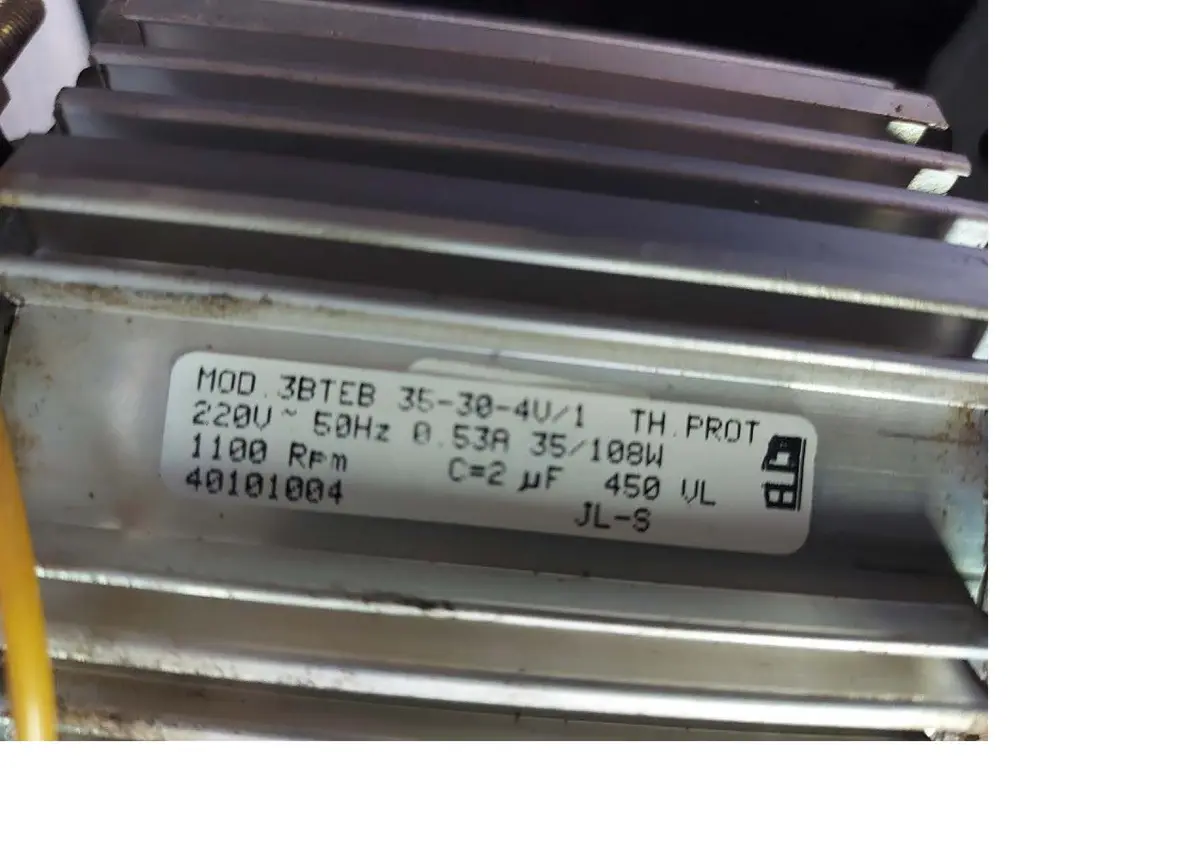 MOD. 3BTEB 35-30-4V/1 TH.PROT
220V ~ 50Hz 0.53A 35/108W
1100 Rpm C=2 µF 450 VL
40101004 JL-S